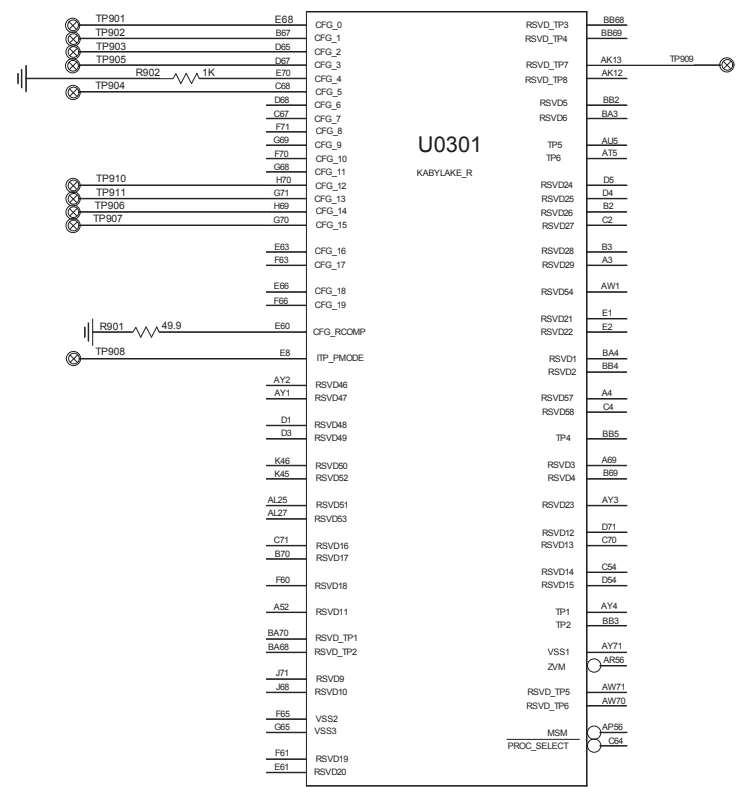 TP901 E68 CFG_0 RSVD_TP3 BB68
TP902 B67 CFG_1 RSVD_TP4 BB69
TP903 D65 CFG_2
TP905 D67 CFG_3 RSVD_TP7 AK13 TP909
R902 1K E70 CFG_4 RSVD_TP8 AK12
TP904 C68 CFG_5
D68 CFG_6 RSVD5 BB2
C67 CFG_7 RSVD6 BA3
F71 CFG_8
G69 CFG_9 U0301 TP5 AU5
F70 CFG_10 TP6 AT5
G68 CFG_11 KABYLAKE_R
TP910 H70 CFG_12 RSVD24 D5
TP911 G71 CFG_13 RSVD25 D4
TP906 H69 CFG_14 RSVD26 B2
TP907 G70 CFG_15 RSVD27 C2
E63 CFG_16 RSVD28 B3
F63 CFG_17 RSVD29 A3
E66 CFG_18 RSVD54 AW1
F66 CFG_19
RSVD21 E1
R901 49.9 E60 CFG_RCOMP RSVD22 E2
TP908 E8 ITP_PMODE RSVD1 BA4
RSVD2 BB4
AY2 RSVD46
AY1 RSVD47 RSVD57 A4
RSVD58 C4
D1 RSVD48
D3 RSVD49 TP4 BB5
K46 RSVD50 RSVD3 A69
K45 RSVD52 RSVD4 B69
AL25 RSVD51 RSVD23 AY3
AL27 RSVD53
RSVD12 D71
C71 RSVD16 RSVD13 C70
B70 RSVD17
RSVD14 C54
F60 RSVD18 RSVD15 D54
A52 RSVD11 TP1 AY4
TP2 BB3
BA70 RSVD_TP1
BA68 RSVD_TP2 VSS1 AY71
ZVM AR56
J71 RSVD9
J68 RSVD10 RSVD_TP5 AW71
RSVD_TP6 AW70
F65 VSS2
G65 VSS3 MSM AP56
PROC_SELECT C64
F61 RSVD19
E61 RSVD20